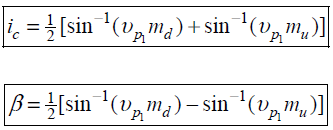 i_c = 1/2 [sin⁻¹(υ_{p₁} m_d) + sin⁻¹(υ_{p₁} m_u)]
β = 1/2 [sin⁻¹(υ_{p₁} m_d) − sin⁻¹(υ_{p₁} m_u)]